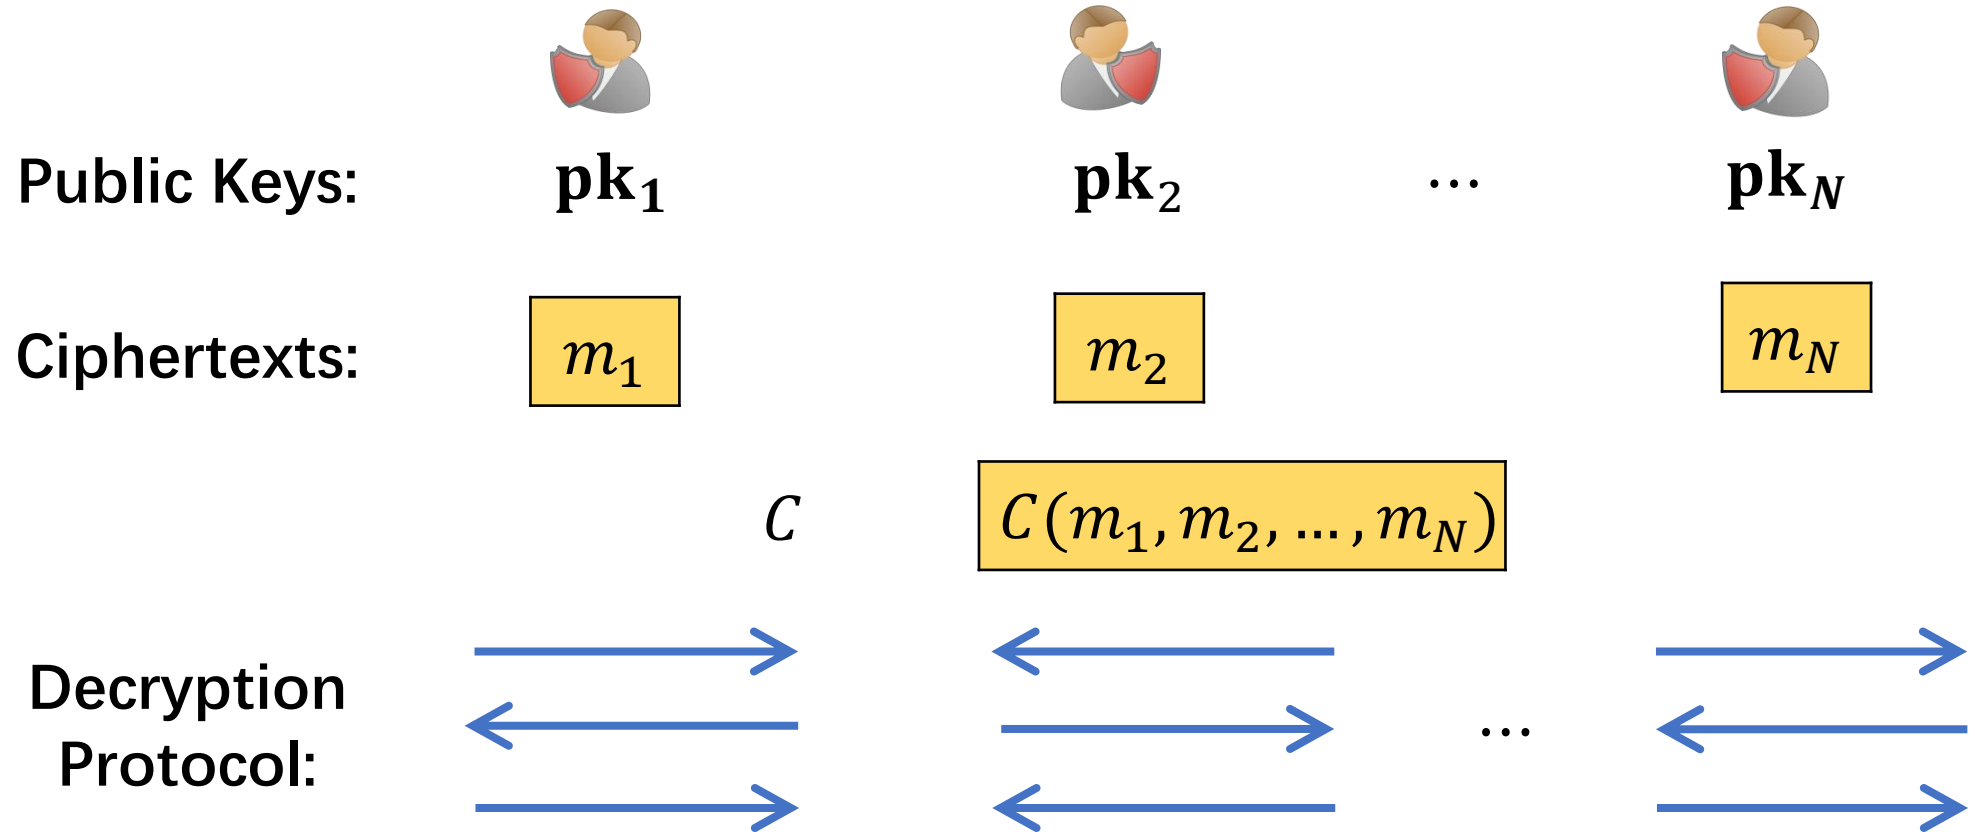 Public Keys: pk₁ pk₂ ⋯ pk_N
Ciphertexts: m₁ m₂ m_N
C C(m₁, m₂, … , m_N)
Decryption
Protocol: ⋯